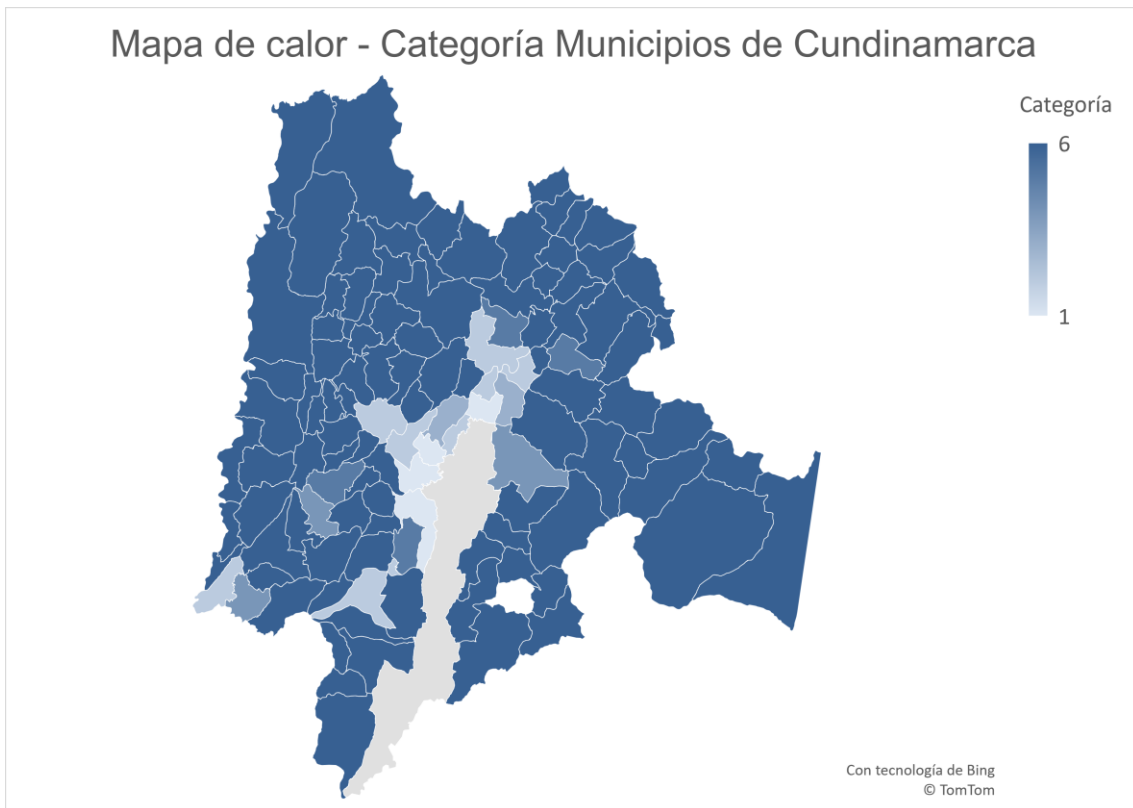 Mapa de calor - Categoría Municipios de Cundinamarca
Categoría
6
1
Con tecnología de Bing
© TomTom